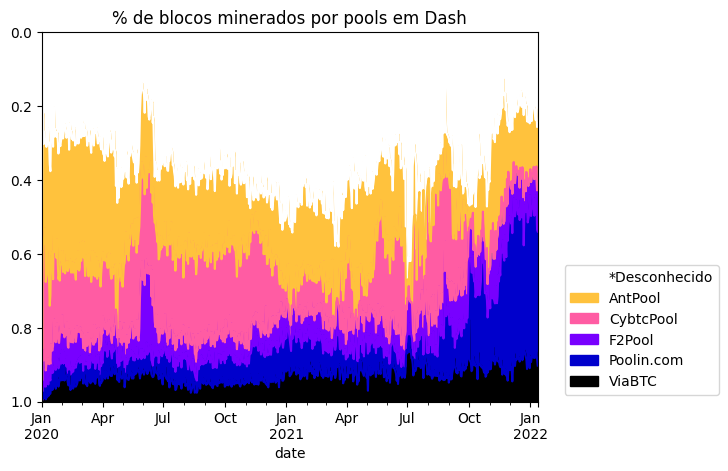 % de blocos minerados por pools em Dash
0.0
0.2
0.4
0.6
0.8
1.0
Jan
2020
Apr
Jul
Oct
Jan
2021
Apr
Jul
Oct
Jan
2022
date
*Desconhecido
AntPool
CybtcPool
F2Pool
Poolin.com
ViaBTC